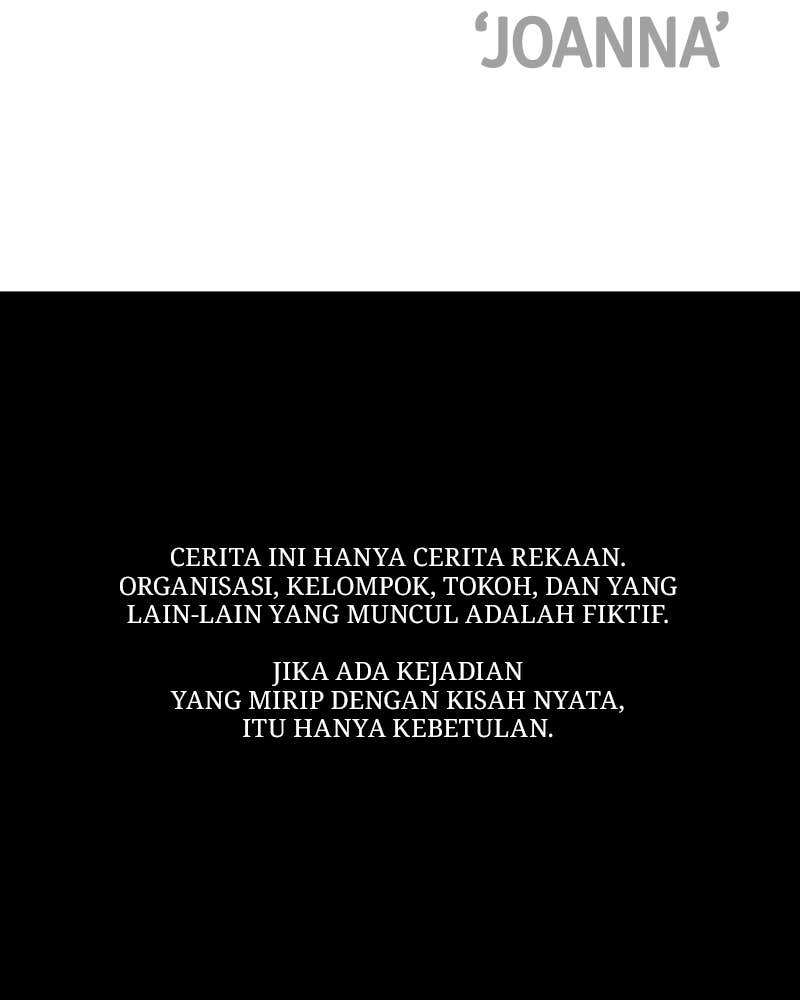 ‘JOANNA’
CERITA INI HANYA CERITA REKAAN.
ORGANISASI, KELOMPOK, TOKOH, DAN YANG
LAIN-LAIN YANG MUNCUL ADALAH FIKTIF.
JIKA ADA KEJADIAN
YANG MIRIP DENGAN KISAH NYATA,
ITU HANYA KEBETULAN.